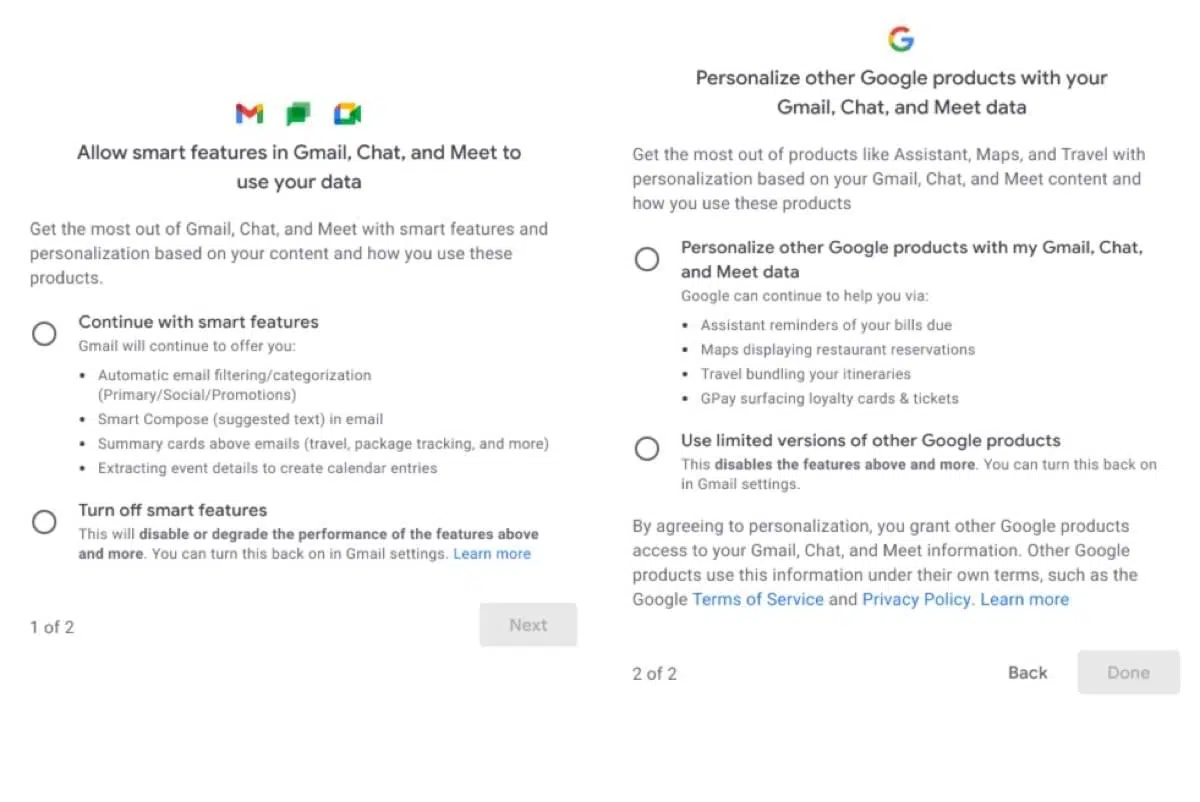 Allow smart features in Gmail, Chat, and Meet to
use your data
Get the most out of Gmail, Chat, and Meet with smart features and
personalization based on your content and how you use these
products.
Continue with smart features
Gmail will continue to offer you:
• Automatic email filtering/categorization
(Primary/Social/Promotions)
• Smart Compose (suggested text) in email
• Summary cards above emails (travel, package tracking, and more)
• Extracting event details to create calendar entries
Turn off smart features
This will disable or degrade the performance of the features above
and more. You can turn this back on in Gmail settings. Learn more
1 of 2
Next
Personalize other Google products with your
Gmail, Chat, and Meet data
Get the most out of products like Assistant, Maps, and Travel with
personalization based on your Gmail, Chat, and Meet content and
how you use these products
Personalize other Google products with my Gmail, Chat,
and Meet data
Google can continue to help you via:
• Assistant reminders of your bills due
• Maps displaying restaurant reservations
• Travel bundling your itineraries
• GPay surfacing loyalty cards & tickets
Use limited versions of other Google products
This disables the features above and more. You can turn this back on
in Gmail settings.
By agreeing to personalization, you grant other Google products
access to your Gmail, Chat, and Meet information. Other Google
products use this information under their own terms, such as the
Google Terms of Service and Privacy Policy. Learn more
2 of 2
Back
Done